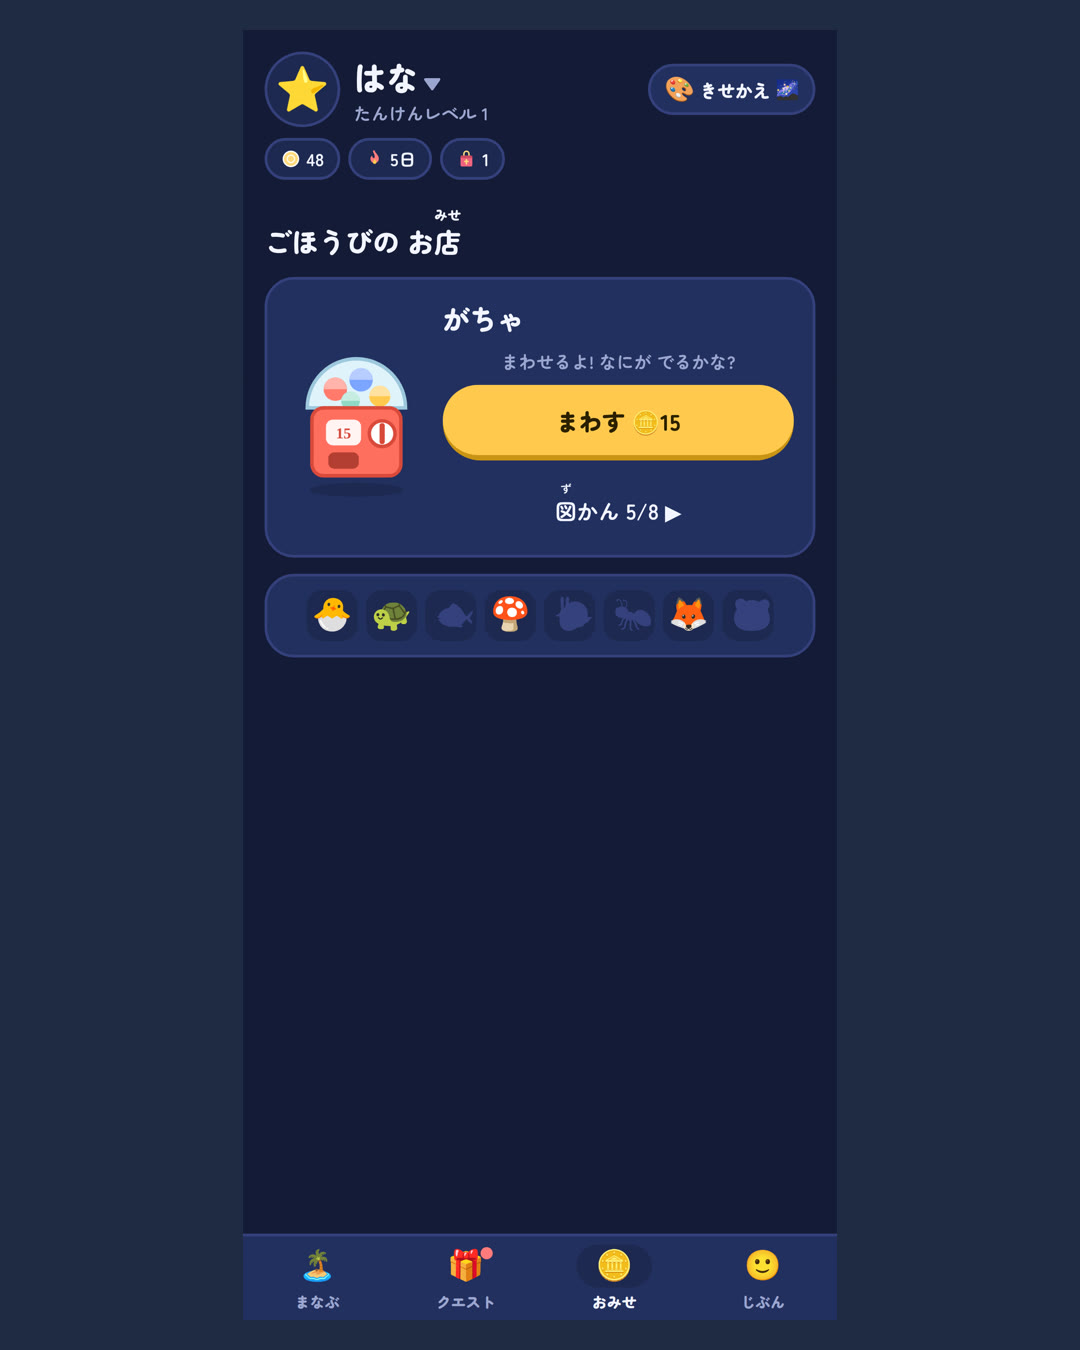 はな
たんけんレベル 1
きせかえ
48
5日
1
みせ
ごほうびの お店
がちゃ
まわせるよ! なにが でるかな?
15
まわす 15
ず
図かん 5/8 ▶
まなぶ
クエスト
おみせ
じぶん